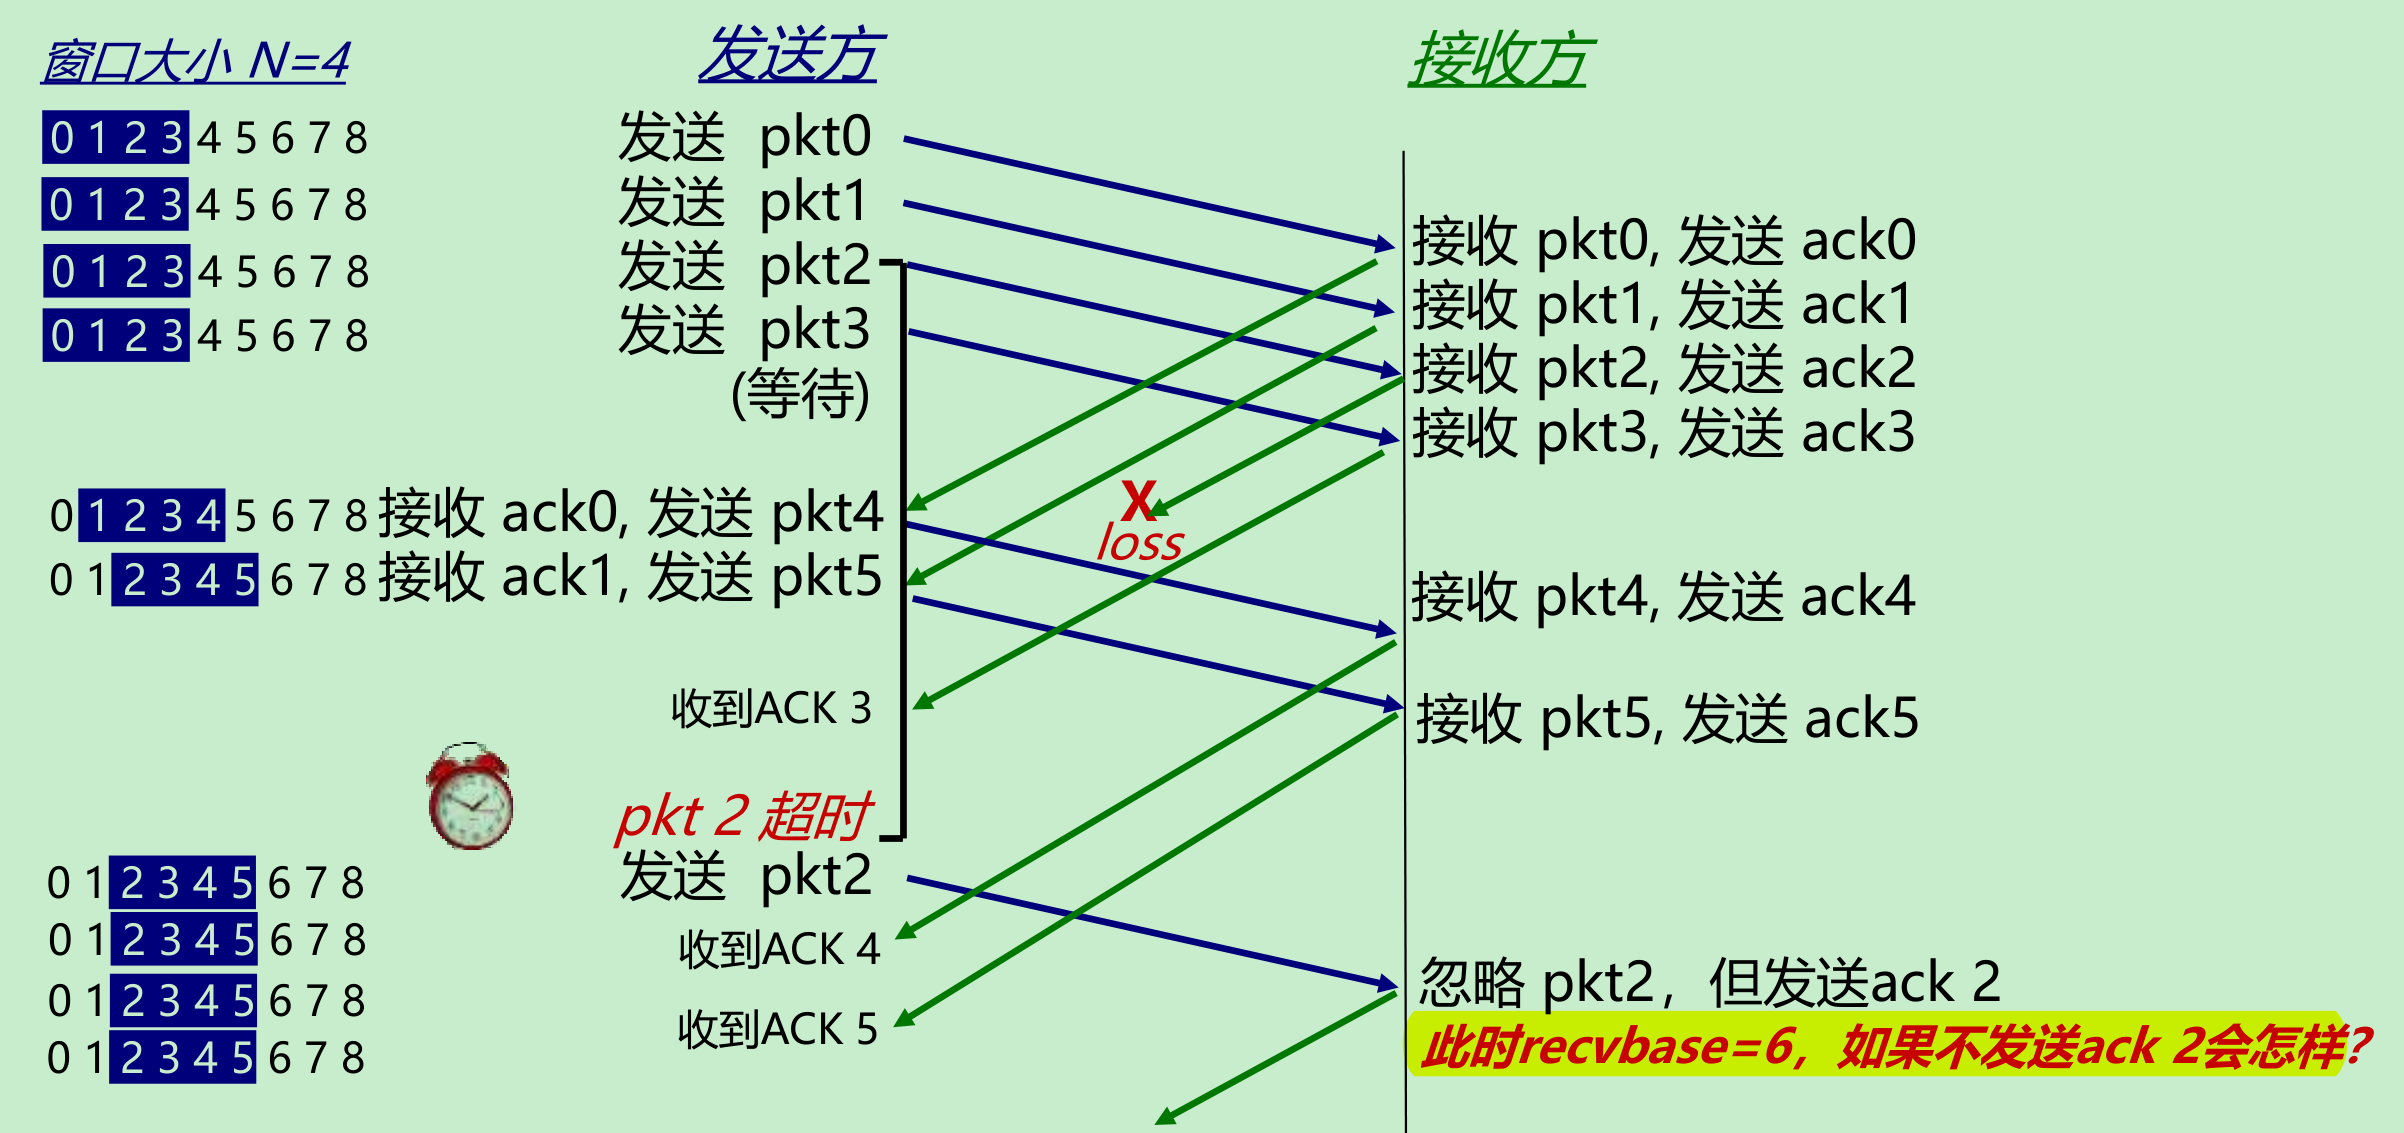 窗口大小 N=4
发送方
接收方
0 1 2 3 4 5 6 7 8
发送 pkt0
0 1 2 3 4 5 6 7 8
发送 pkt1
接收 pkt0, 发送 ack0
0 1 2 3 4 5 6 7 8
发送 pkt2
接收 pkt1, 发送 ack1
0 1 2 3 4 5 6 7 8
发送 pkt3
接收 pkt2, 发送 ack2
(等待)
接收 pkt3, 发送 ack3
0 1 2 3 4 5 6 7 8
接收 ack0, 发送 pkt4
X
loss
0 1 2 3 4 5 6 7 8
接收 ack1, 发送 pkt5
接收 pkt4, 发送 ack4
收到ACK 3
接收 pkt5, 发送 ack5
pkt 2 超时
0 1 2 3 4 5 6 7 8
发送 pkt2
0 1 2 3 4 5 6 7 8
收到ACK 4
忽略 pkt2，但发送ack 2
0 1 2 3 4 5 6 7 8
收到ACK 5
此时recvbase=6，如果不发送ack 2会怎样?
0 1 2 3 4 5 6 7 8